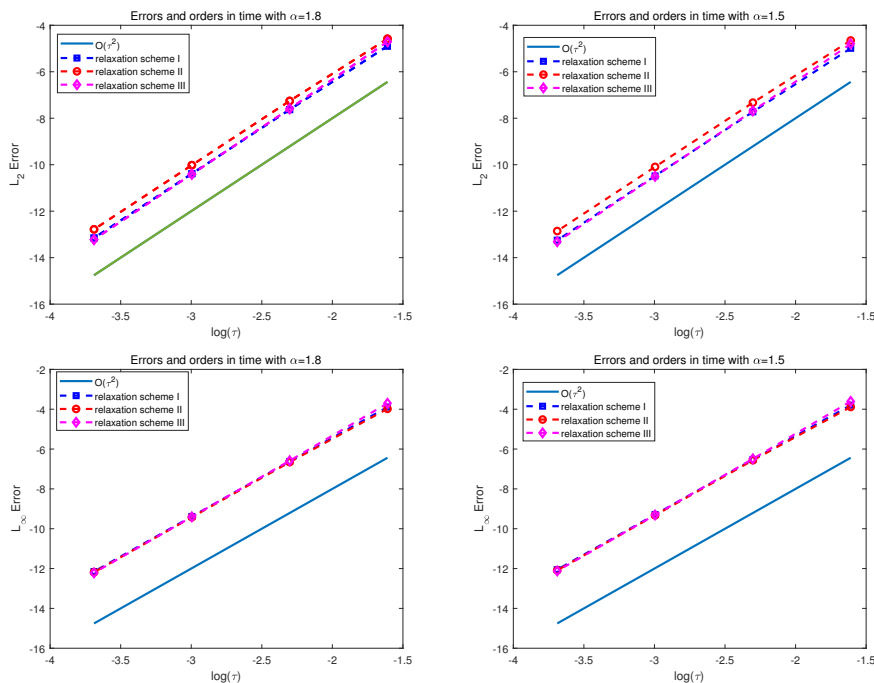 Errors and orders in time with α=1.8
O(τ²)
relaxation scheme I
relaxation scheme II
relaxation scheme III
L₂ Error
-4
-6
-8
-10
-12
-14
-16
-4
-3.5
-3
-2.5
-2
-1.5
log(τ)
Errors and orders in time with α=1.5
O(τ²)
relaxation scheme I
relaxation scheme II
relaxation scheme III
L₂ Error
-4
-6
-8
-10
-12
-14
-16
-4
-3.5
-3
-2.5
-2
-1.5
log(τ)
Errors and orders in time with α=1.8
O(τ²)
relaxation scheme I
relaxation scheme II
relaxation scheme III
L∞ Error
-2
-4
-6
-8
-10
-12
-14
-16
-4
-3.5
-3
-2.5
-2
-1.5
log(τ)
Errors and orders in time with α=1.5
O(τ²)
relaxation scheme I
relaxation scheme II
relaxation scheme III
L∞ Error
-2
-4
-6
-8
-10
-12
-14
-16
-4
-3.5
-3
-2.5
-2
-1.5
log(τ)